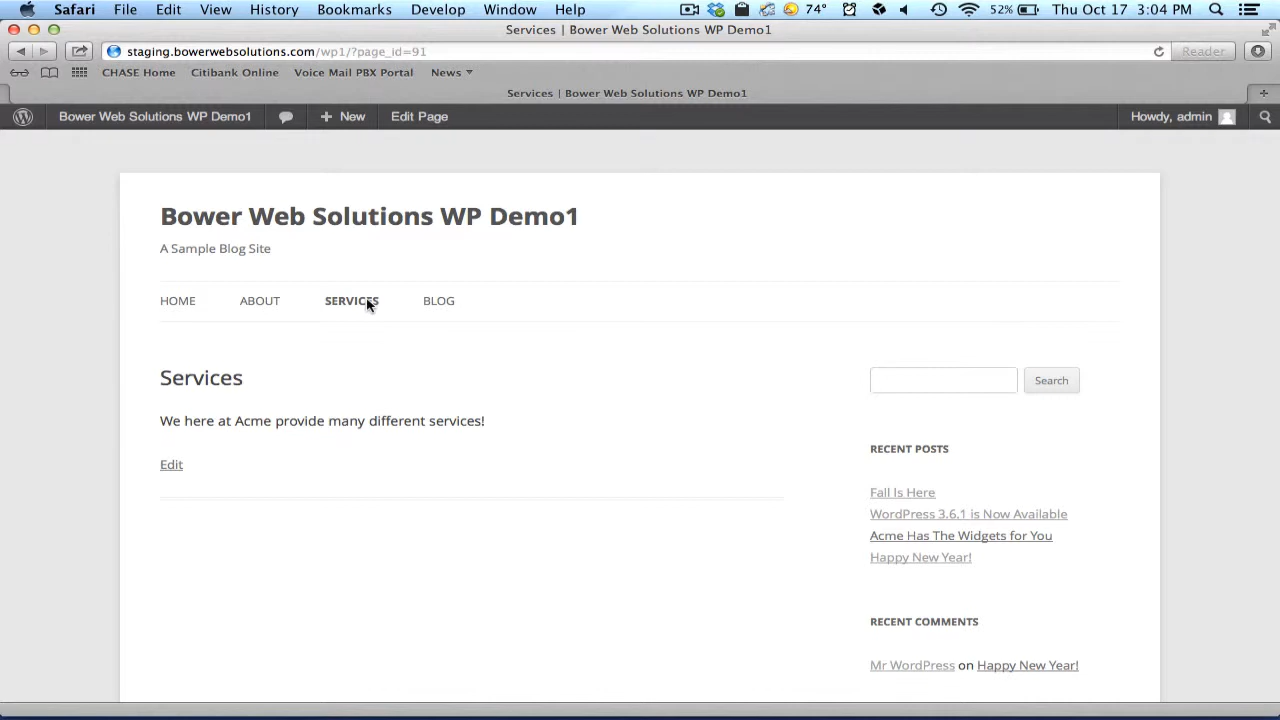 Safari File Edit View History Bookmarks Develop Window Help 74° 52% Thu Oct 17 3:04 PM
Services | Bower Web Solutions WP Demo1
staging.bowerwebsolutions.com/wp1/?page_id=91 Reader
CHASE Home Citibank Online Voice Mail PBX Portal News
Services | Bower Web Solutions WP Demo1
Bower Web Solutions WP Demo1 + New Edit Page Howdy, admin
Bower Web Solutions WP Demo1
A Sample Blog Site
HOME ABOUT SERVICES BLOG
Services
Search
We here at Acme provide many different services!
Edit
RECENT POSTS
Fall Is Here
WordPress 3.6.1 is Now Available
Acme Has The Widgets for You
Happy New Year!
RECENT COMMENTS
Mr WordPress on Happy New Year!